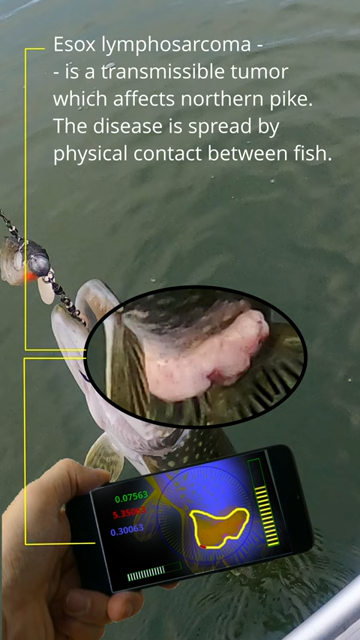 Esox lymphosarcoma -
- is a transmissible tumor
which affects northern pike.
The disease is spread by
physical contact between fish.
0.07563
0.30063